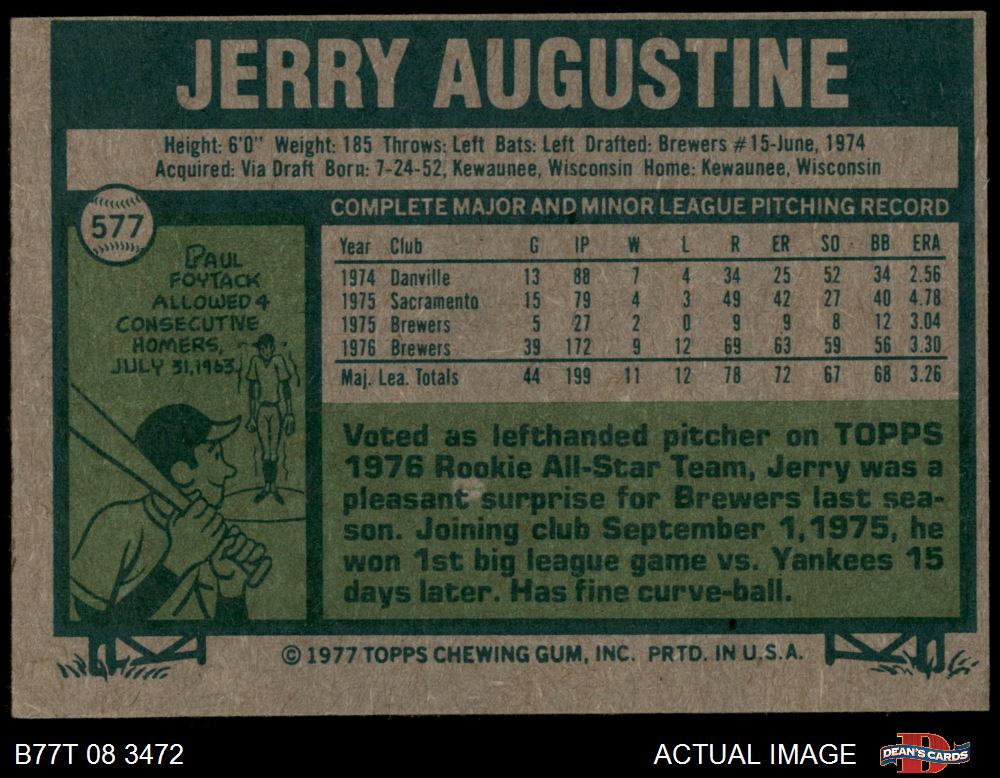 JERRY AUGUSTINE
Height: 6'0" Weight: 185 Throws: Left Bats: Left Drafted: Brewers #15-June, 1974
Acquired: Via Draft Born: 7-24-52, Kewaunee, Wisconsin Home: Kewaunee, Wisconsin
577
PAUL
FOYTACK
ALLOWED 4
CONSECUTIVE
HOMERS,
JULY 31, 1963.
COMPLETE MAJOR AND MINOR LEAGUE PITCHING RECORD
Year Club G IP W L R ER SO BB ERA
1974 Danville 13 88 7 4 34 25 52 34 2.56
1975 Sacramento 15 79 4 3 49 42 27 40 4.78
1975 Brewers 5 27 2 0 9 9 8 12 3.04
1976 Brewers 39 172 9 12 69 63 59 56 3.30
Maj. Lea. Totals 44 199 11 12 78 72 67 68 3.26
Voted as lefthanded pitcher on TOPPS
1976 Rookie All-Star Team, Jerry was a
pleasant surprise for Brewers last sea-
son. Joining club September 1, 1975, he
won 1st big league game vs. Yankees 15
days later. Has fine curve-ball.
© 1977 TOPPS CHEWING GUM, INC. PRTD. IN U.S.A.
B77T 08 3472
ACTUAL IMAGE
DEAN'S CARDS